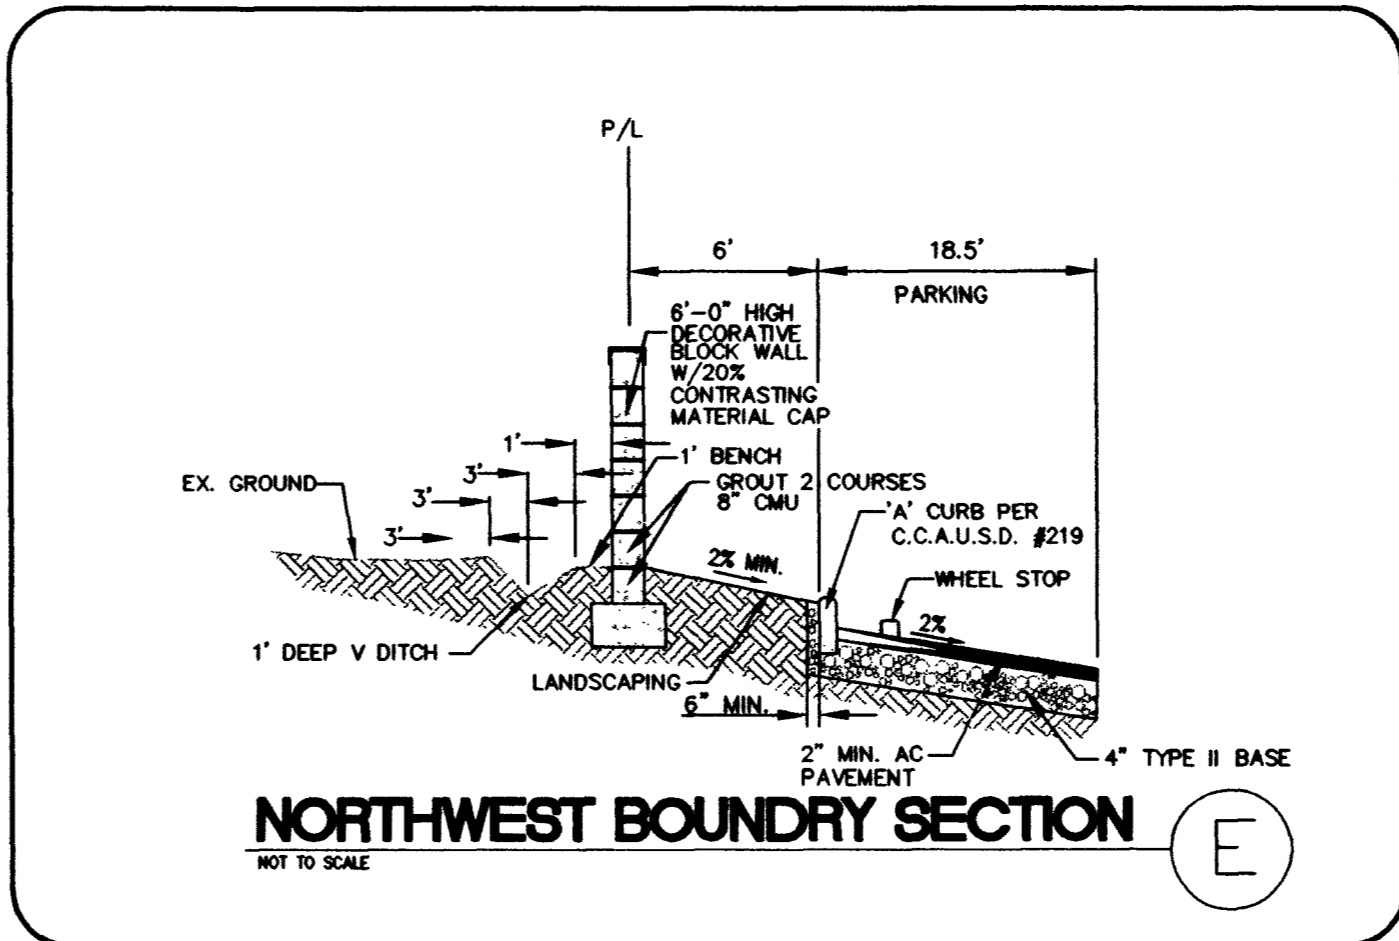 P/L
6'
18.5'
PARKING
6'-0" HIGH
DECORATIVE
BLOCK WALL
W/20%
CONTRASTING
MATERIAL CAP
1'
3'
3'
3'
EX. GROUND
1' BENCH
GROUT 2 COURSES
8" CMU
'A' CURB PER
C.C.A.U.S.D. #219
2% MIN.
WHEEL STOP
2%
1' DEEP V DITCH
LANDSCAPING
6" MIN.
2" MIN. AC
PAVEMENT
4" TYPE II BASE
NORTHWEST BOUNDRY SECTION
NOT TO SCALE
E